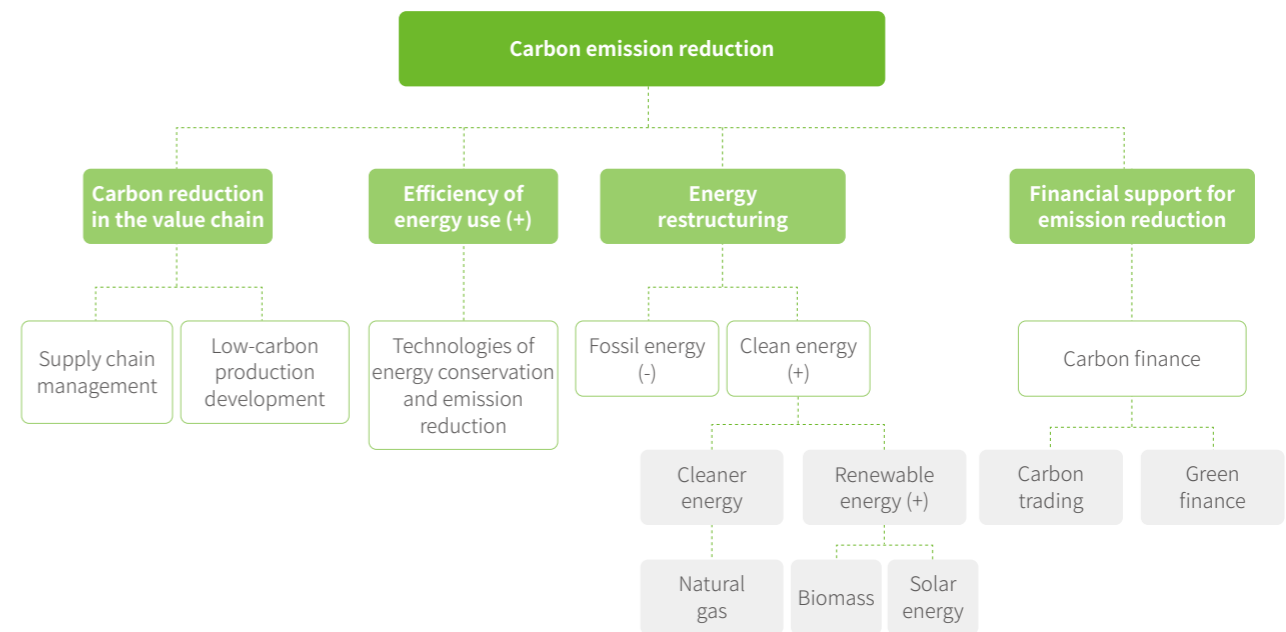 Carbon emission reduction
Carbon reduction
in the value chain
Efficiency of
energy use (+)
Energy
restructuring
Financial support for
emission reduction
Supply chain
management
Low-carbon
production
development
Technologies of
energy conservation
and emission
reduction
Fossil energy
(-)
Clean energy
(+)
Carbon finance
Cleaner
energy
Renewable
energy (+)
Carbon
trading
Green
finance
Natural
gas
Biomass
Solar
energy